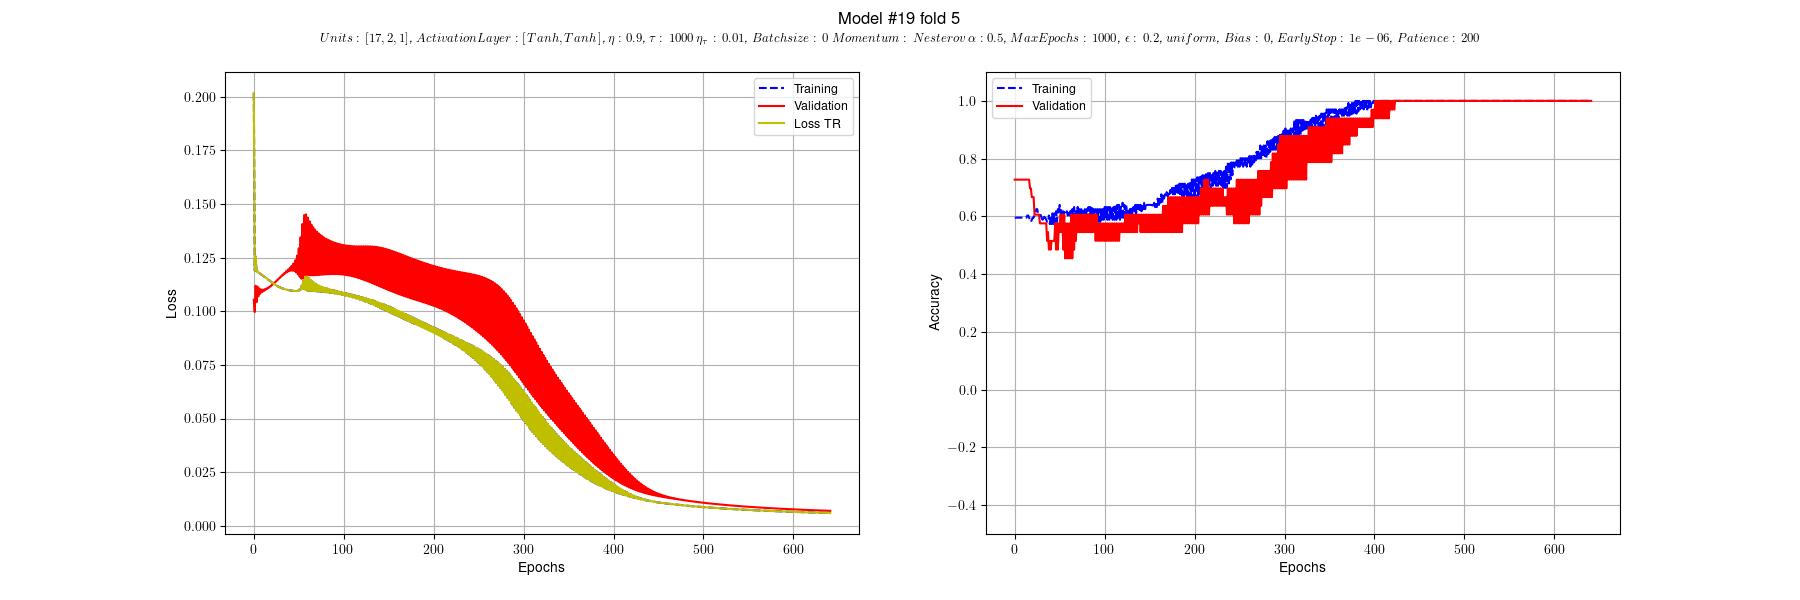 Model #19 fold 5
Units : [17, 2, 1], ActivationLayer : [Tanh, Tanh], η : 0.9, τ : 1000 η_τ : 0.01, Batchsize : 0 Momentum : Nesterov α : 0.5, MaxEpochs : 1000, ϵ : 0.2, uniform, Bias : 0, EarlyStop : 1e − 06, Patience : 200
Loss
0.200
0.175
0.150
0.125
0.100
0.075
0.050
0.025
0.000
Training
Validation
Loss TR
0 100 200 300 400 500 600
Epochs
Accuracy
1.0
0.8
0.6
0.4
0.2
0.0
−0.2
−0.4
Training
Validation
0 100 200 300 400 500 600
Epochs